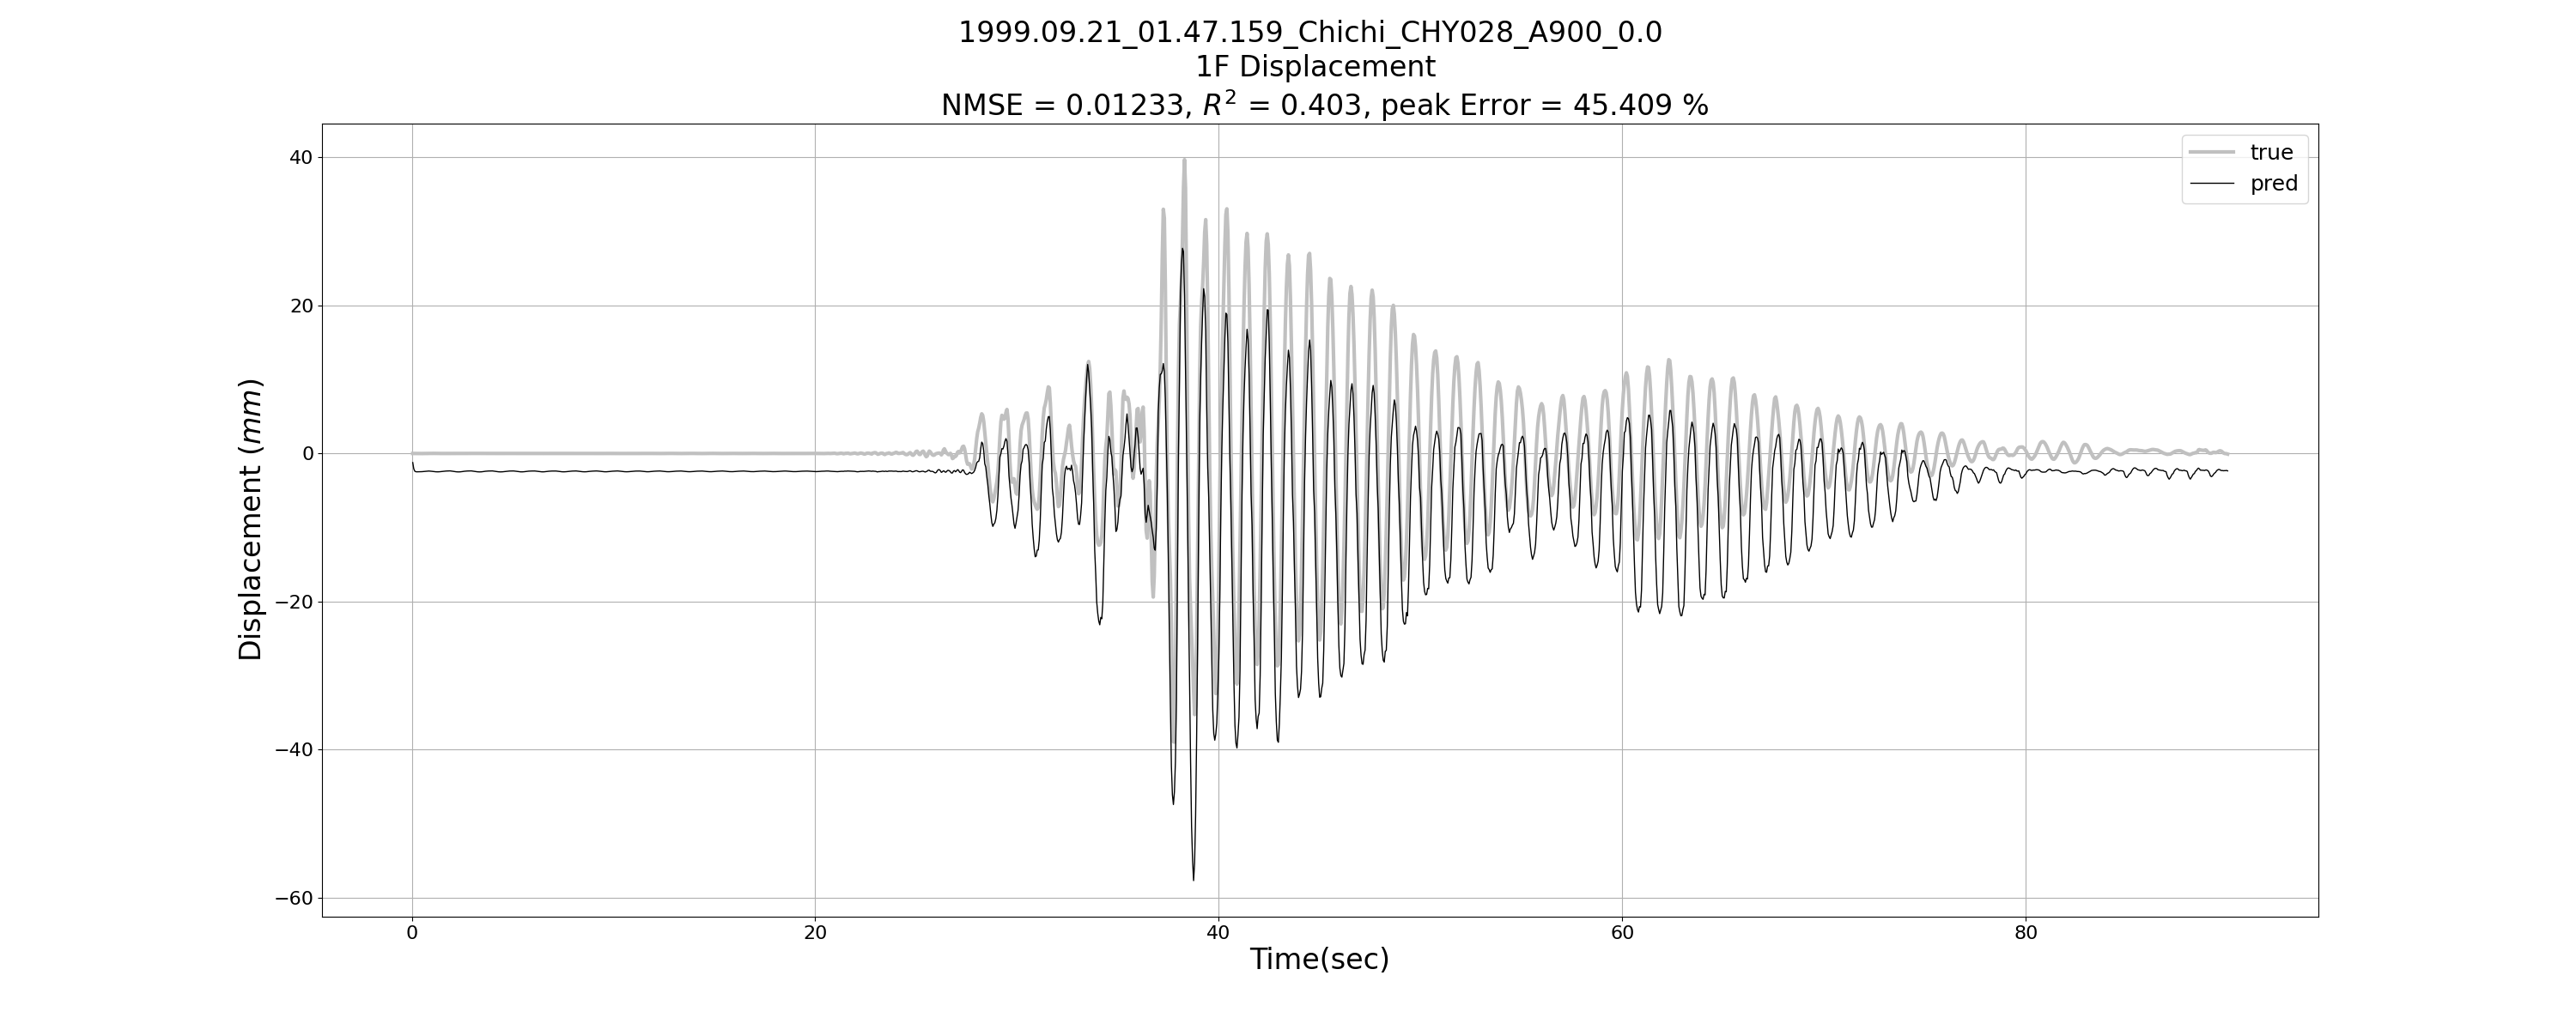 1999.09.21_01.47.159_Chichi_CHY028_A900_0.0
1F Displacement
NMSE = 0.01233, R² = 0.403, peak Error = 45.409 %
true
pred
40
20
0
−20
−40
−60
Displacement (mm)
0
20
40
60
80
Time(sec)